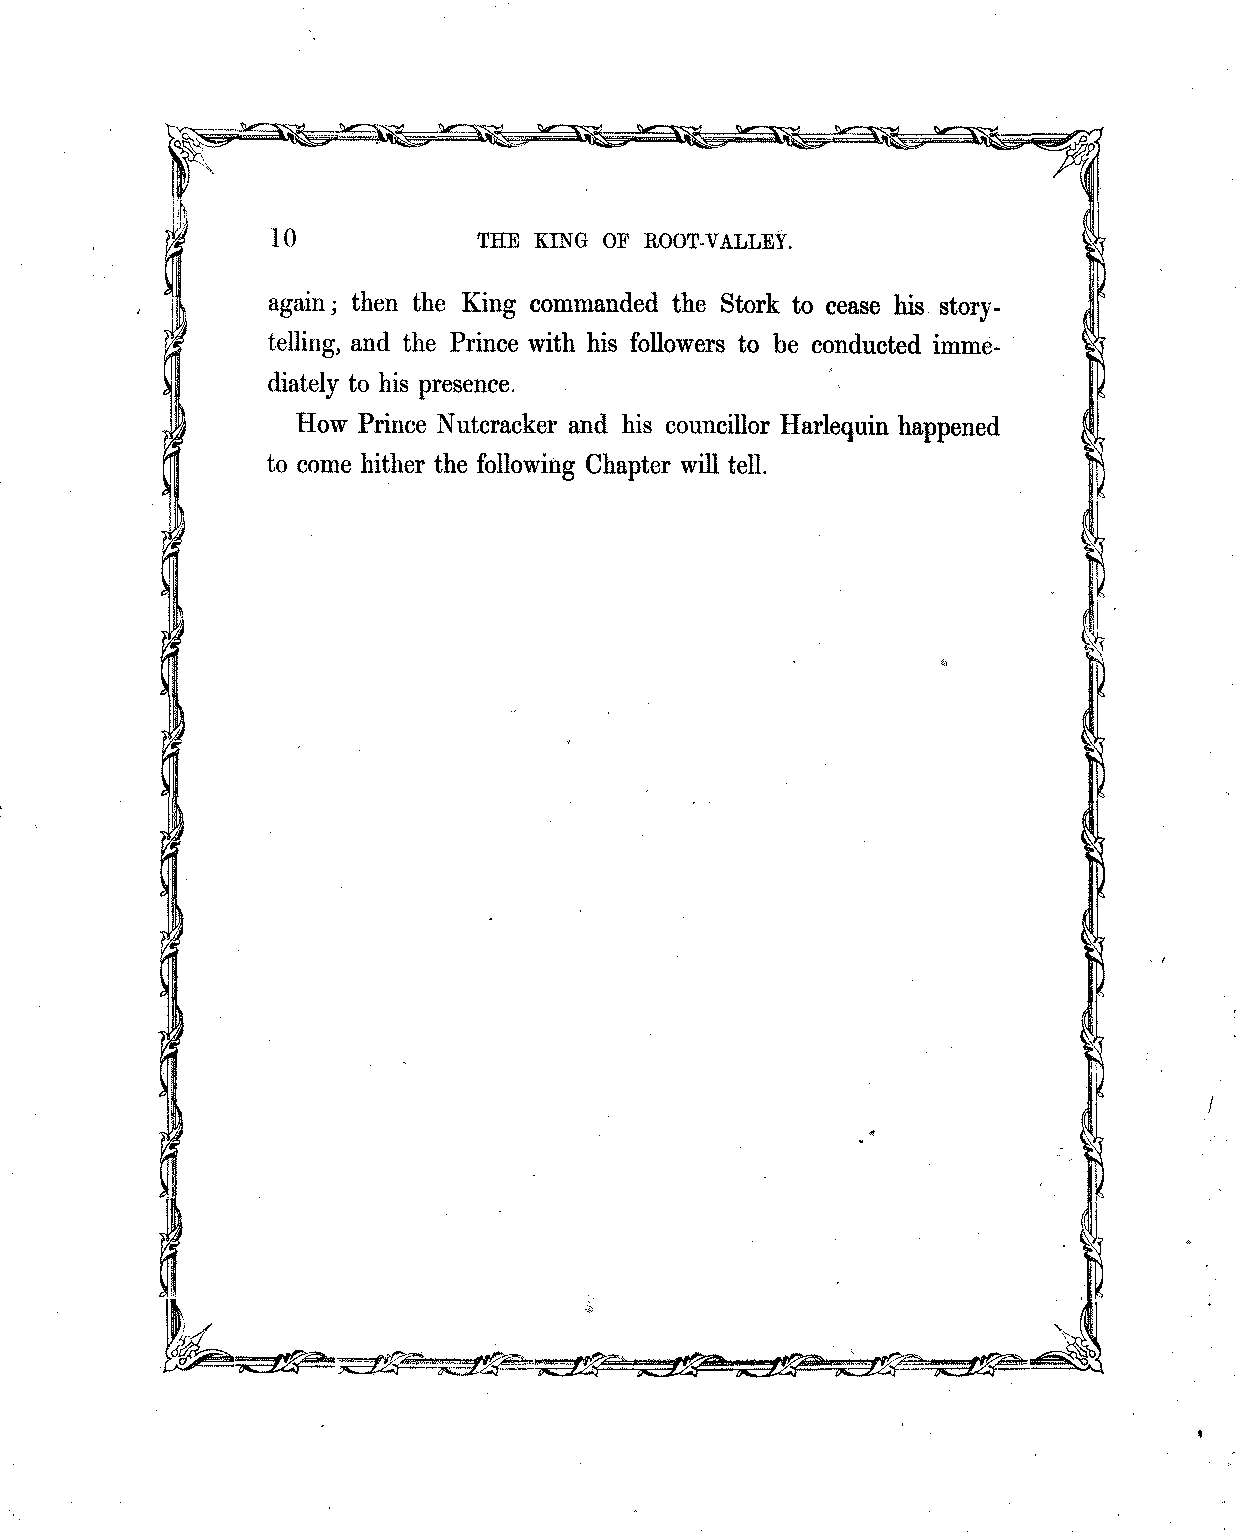 10 THE KING OF ROOT-VALLEY.
again; then the King commanded the Stork to cease his story-
telling, and the Prince with his followers to be conducted imme-
diately to his presence.
How Prince Nutcracker and his councillor Harlequin happened
to come hither the following Chapter will tell.